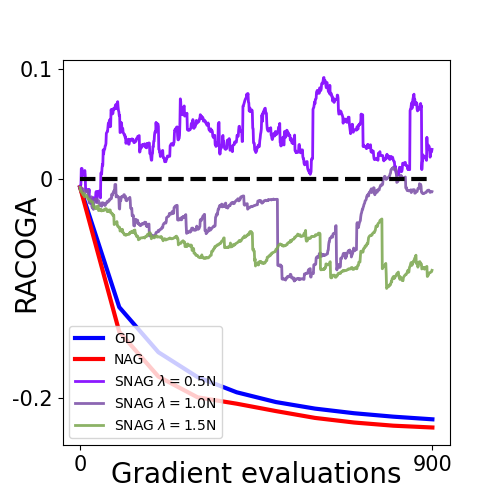 0.1
0
-0.2
RACOGA
GD
NAG
SNAG λ = 0.5N
SNAG λ = 1.0N
SNAG λ = 1.5N
0
900
Gradient evaluations